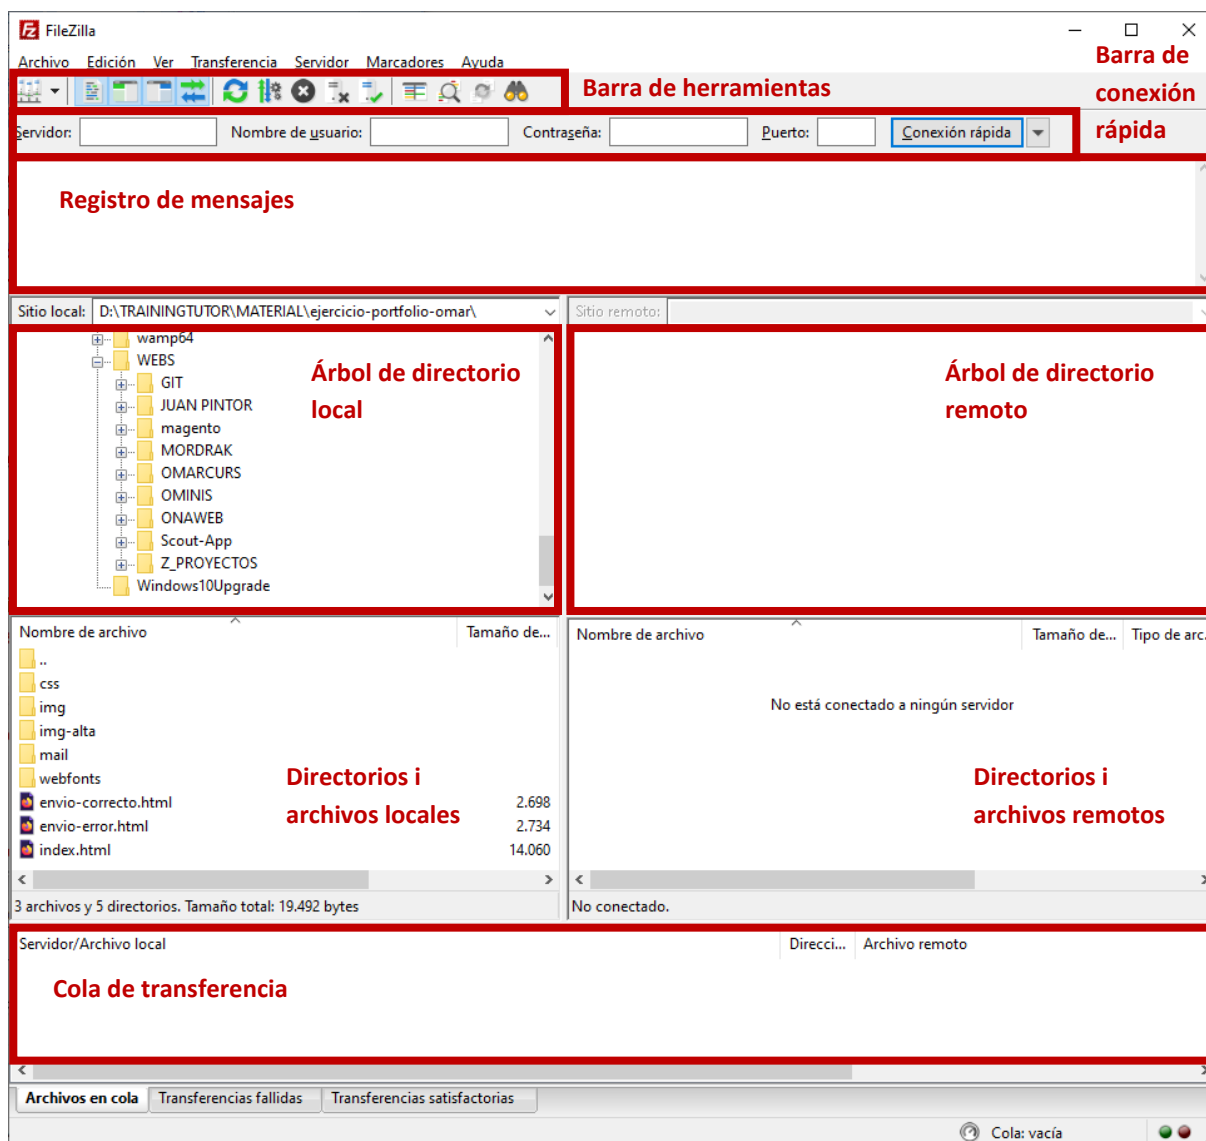 FileZilla
Archivo Edición Ver Transferencia Servidor Marcadores Ayuda
Barra de herramientas
Barra de
conexión
rápida
Servidor: Nombre de usuario: Contraseña: Puerto: Conexión rápida
Registro de mensajes
Sitio local: D:\TRAININGTUTOR\MATERIAL\ejercicio-portfolio-omar\
Sitio remoto:
wamp64
WEBS
GIT
JUAN PINTOR
magento
MORDRAK
OMARCURS
OMINIS
ONAWEB
Scout-App
Z_PROYECTOS
Windows10Upgrade
Árbol de directorio
local
Árbol de directorio
remoto
Nombre de archivo Tamaño de...
..
css
img
img-alta
mail
webfonts
envio-correcto.html 2.698
envio-error.html 2.734
index.html 14.060
Directorios i
archivos locales
3 archivos y 5 directorios. Tamaño total: 19.492 bytes
Nombre de archivo Tamaño de... Tipo de arc.
No está conectado a ningún servidor
Directorios i
archivos remotos
No conectado.
Servidor/Archivo local Direcci... Archivo remoto
Cola de transferencia
Archivos en cola Transferencias fallidas Transferencias satisfactorias
Cola: vacía